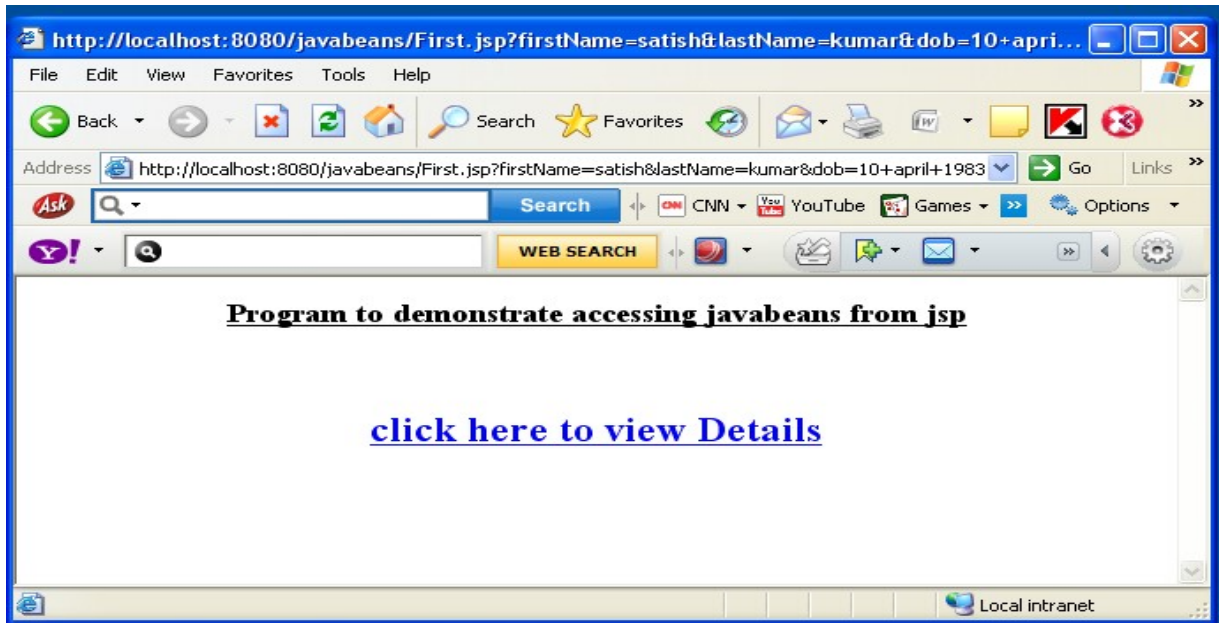 http://localhost:8080/javabeans/First.jsp?firstName=satish&lastName=kumar&dob=10+apri...
File Edit View Favorites Tools Help
Back Search Favorites
Address http://localhost:8080/javabeans/First.jsp?firstName=satish&lastName=kumar&dob=10+april+1983 Go Links »
Ask Search CNN YouTube Games » Options
Y! WEB SEARCH »
Program to demonstrate accessing javabeans from jsp
click here to view Details
Local intranet